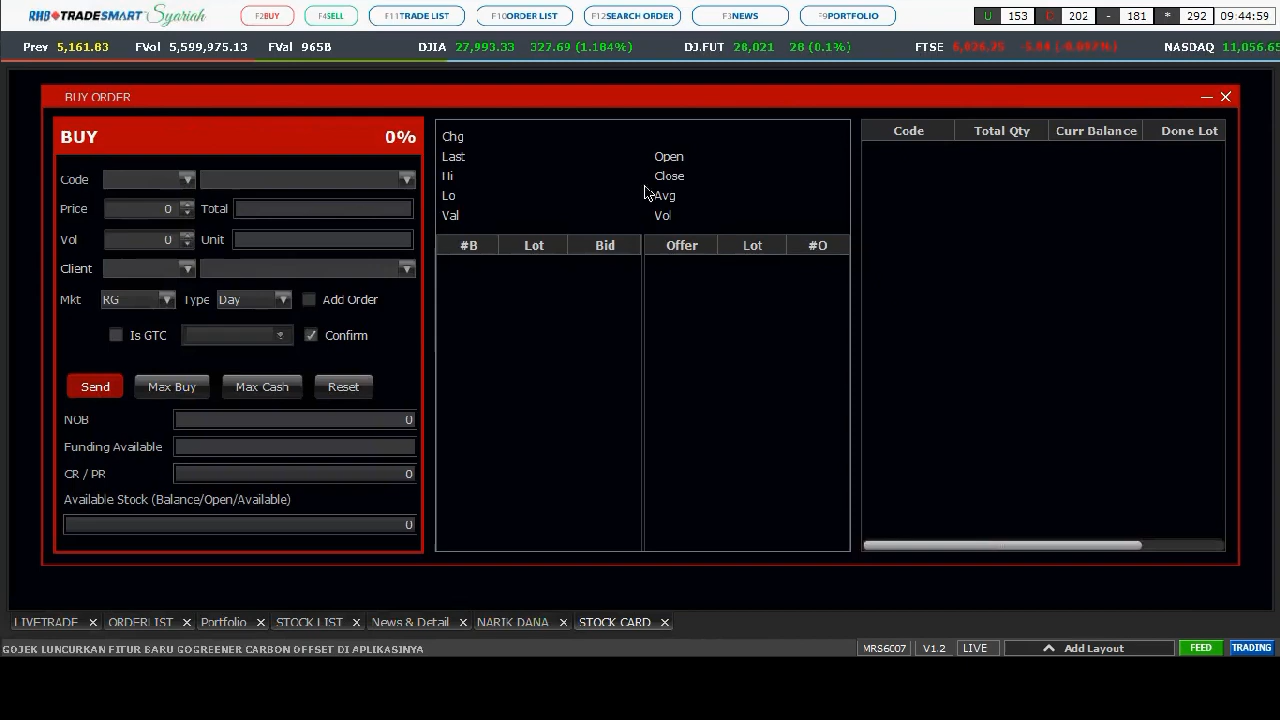 RHB TRADESMART Syariah F2BUY F4SELL F11TRADE LIST F10ORDER LIST F12SEARCH ORDER F3NEWS F9PORTFOLIO U 153 C 202 - 181 * 292 09:44:59
Prev 5,161.83 FVol 5,599,975.13 FVal 965B DJIA 27,993.33 327.69 (1.184%) DJ.FUT 26,021 28 (0.1%) FTSE NASDAQ 11,056.65
BUY ORDER
BUY 0%
Code
Price 0 Total
Vol 0 Unit
Client
Mkt RG Type Day Add Order
Is GTC Confirm
Send Max Buy Max Cash Reset
NOB 0
Funding Available
CR / PR 0
Available Stock (Balance/Open/Available)
0
Chg
Last Open
Hi Close
Lo Avg
Val Vol
#B Lot Bid Offer Lot #O
Code Total Qty Curr Balance Done Lot
LIVETRADE ORDERLIST Portfolio STOCK LIST News & Detail NARIK DANA STOCK CARD
GOJEK LUNCURKAN FITUR BARU GOGREENER CARBON OFFSET DI APLIKASINYA MRS6007 V1.2 LIVE Add Layout FEED TRADING